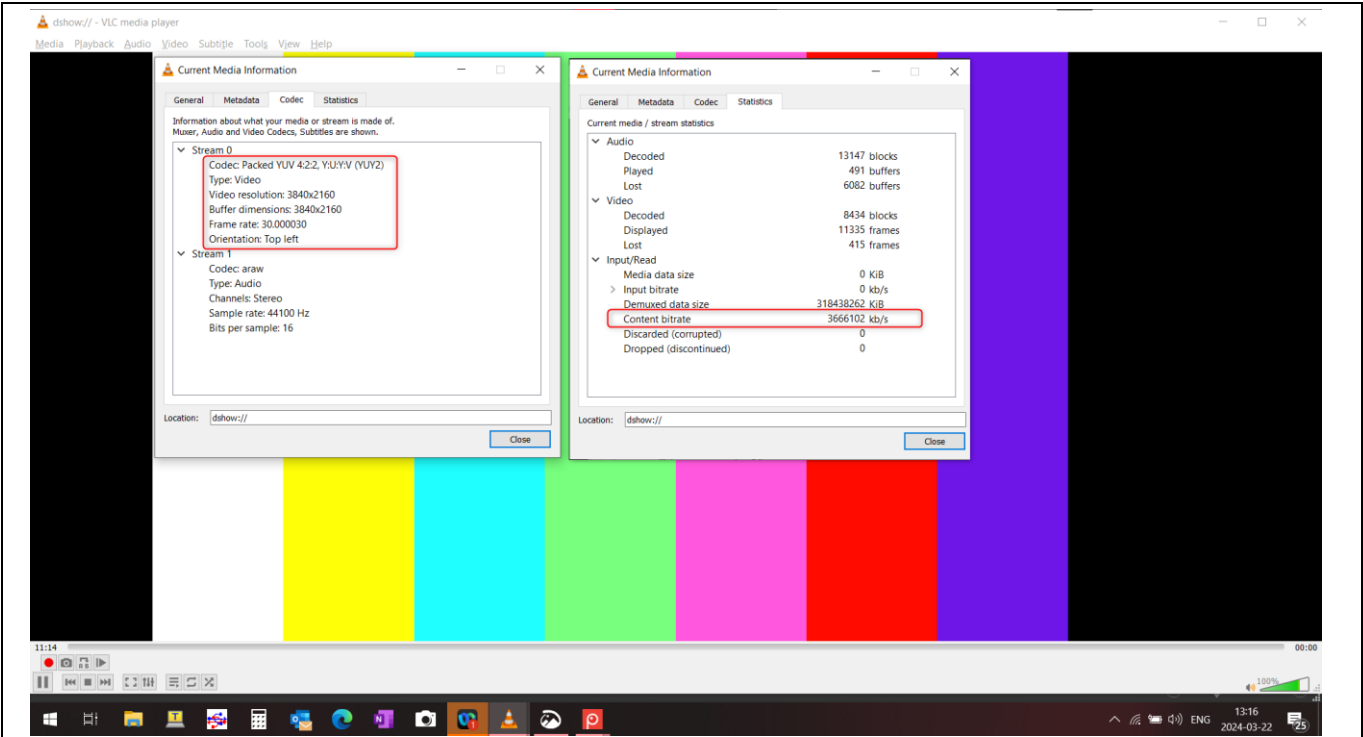 dshow:// - VLC media player
Media Playback Audio Video Subtitle Tools View Help
Current Media Information
General Metadata Codec Statistics
Information about what your media or stream is made of.
Muxer, Audio and Video Codecs, Subtitles are shown.
Stream 0
Codec: Packed YUV 4:2:2, Y:U:Y:V (YUY2)
Type: Video
Video resolution: 3840x2160
Buffer dimensions: 3840x2160
Frame rate: 30.000030
Orientation: Top left
Stream 1
Codec: araw
Type: Audio
Channels: Stereo
Sample rate: 44100 Hz
Bits per sample: 16
Location: dshow://
Close
Current Media Information
General Metadata Codec Statistics
Current media / stream statistics
Audio
Decoded 13147 blocks
Played 491 buffers
Lost 6082 buffers
Video
Decoded 8434 blocks
Displayed 11335 frames
Lost 415 frames
Input/Read
Media data size 0 KiB
Input bitrate 0 kb/s
Demuxed data size 318438262 KiB
Content bitrate 3666102 kb/s
Discarded (corrupted) 0
Dropped (discontinued) 0
Location: dshow://
Close
11:14 00:00
100%
ENG 13:16
2024-03-22
25